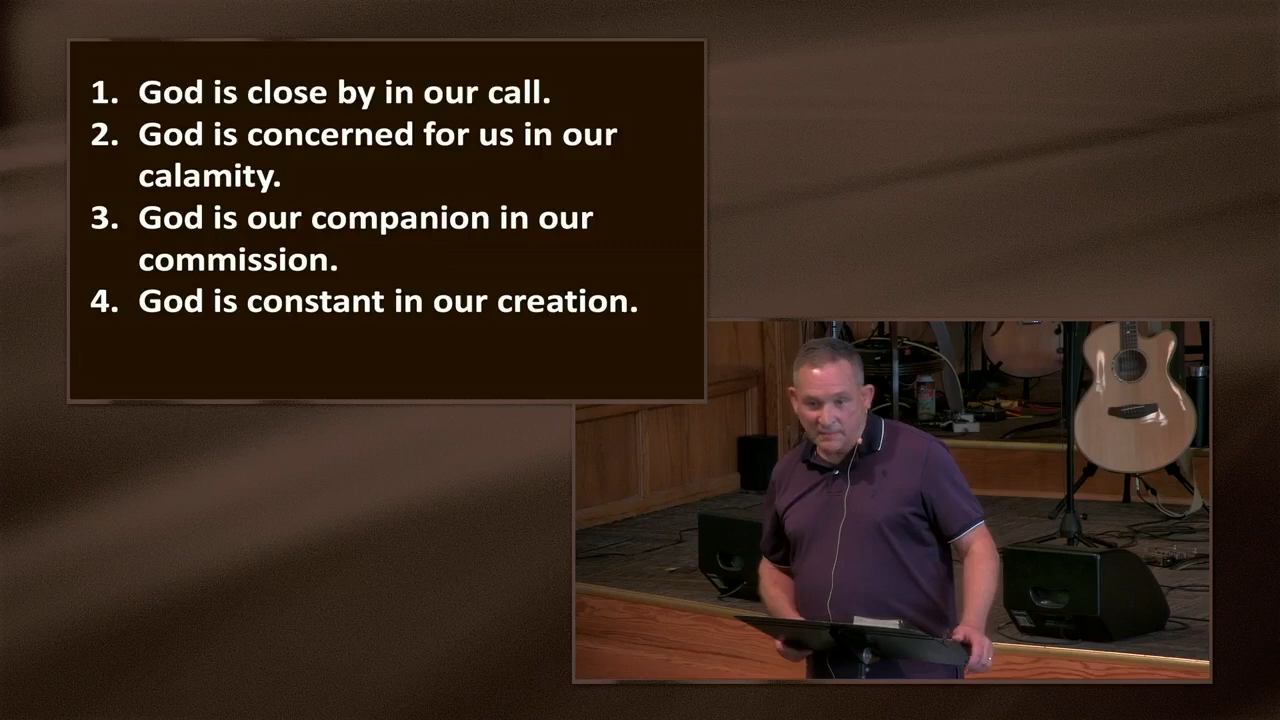 1. God is close by in our call.
2. God is concerned for us in our
calamity.
3. God is our companion in our
commission.
4. God is constant in our creation.